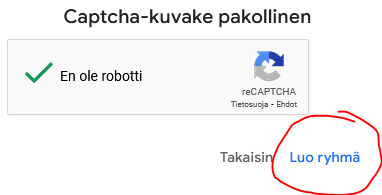 Captcha-kuvake pakollinen
En ole robotti
reCAPTCHA
Tietosuoja - Ehdot
Takaisin Luo ryhmä